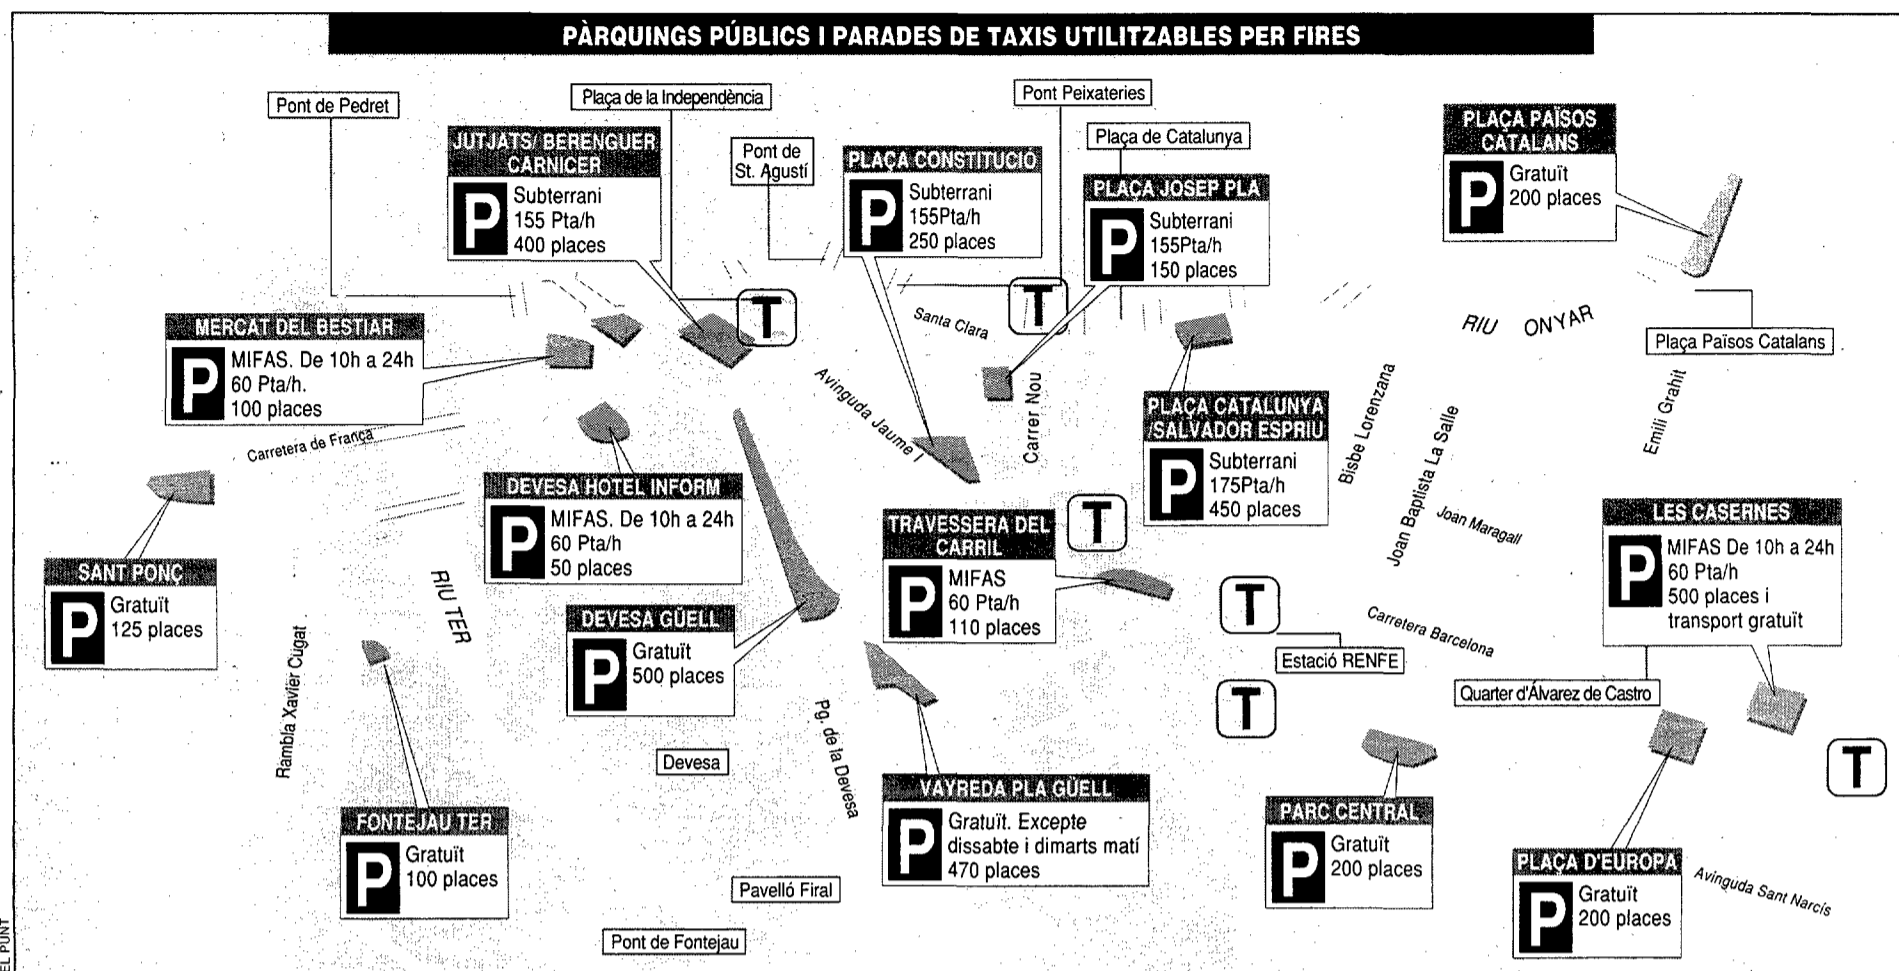 PÀRQUINGS PÚBLICS I PARADES DE TAXIS UTILITZABLES PER FIRES
Pont de Pedret
Plaça de la Independència
Pont Peixateries
Plaça de Catalunya
Pont de
St. Agustí
JUTJATS/ BERENGUER
CARNICER
P
Subterrani
155 Pta/h
400 places
PLAÇA CONSTITUCIÓ
P
Subterrani
155Pta/h
250 places
PLAÇA JOSEP PLA
P
Subterrani
155Pta/h
150 places
PLAÇA PAÏSOS
CATALANS
P
Gratuït
200 places
MERCAT DEL BESTIAR
P
MIFAS. De 10h a 24h
60 Pta/h.
100 places
T
T
Santa Clara
RIU ONYAR
Plaça Països Catalans
Avinguda Jaume I
Carrer Nou
Bisbe Lorenzana
Joan Baptista La Salle
Emili Grahit
Carretera de França
PLAÇA CATALUNYA
/SALVADOR ESPRIU
P
Subterrani
175Pta/h
450 places
DEVESA HOTEL INFORM
P
MIFAS. De 10h a 24h
60 Pta/h
50 places
TRAVESSERA DEL
CARRIL
P
MIFAS
60 Pta/h
110 places
T
Joan Maragall
LES CASERNES
P
MIFAS De 10h a 24h
60 Pta/h
500 places i
transport gratuït
SANT PONÇ
P
Gratuït
125 places
RIU TER
Rambla Xavier Cugat
DEVESA GÜELL
P
Gratuït
500 places
T
Estació RENFE
Carretera Barcelona
Quarter d'Álvarez de Castro
T
T
Devesa
Pg. de la Devesa
FONTEJAU TER
P
Gratuït
100 places
VAYREDA PLA GÜELL
P
Gratuït. Excepte
dissabte i dimarts matí
470 places
PARC CENTRAL
P
Gratuït
200 places
PLAÇA D'EUROPA
P
Gratuït
200 places
Avinguda Sant Narcís
Pavelló Firal
Pont de Fontejau
EL PUNT